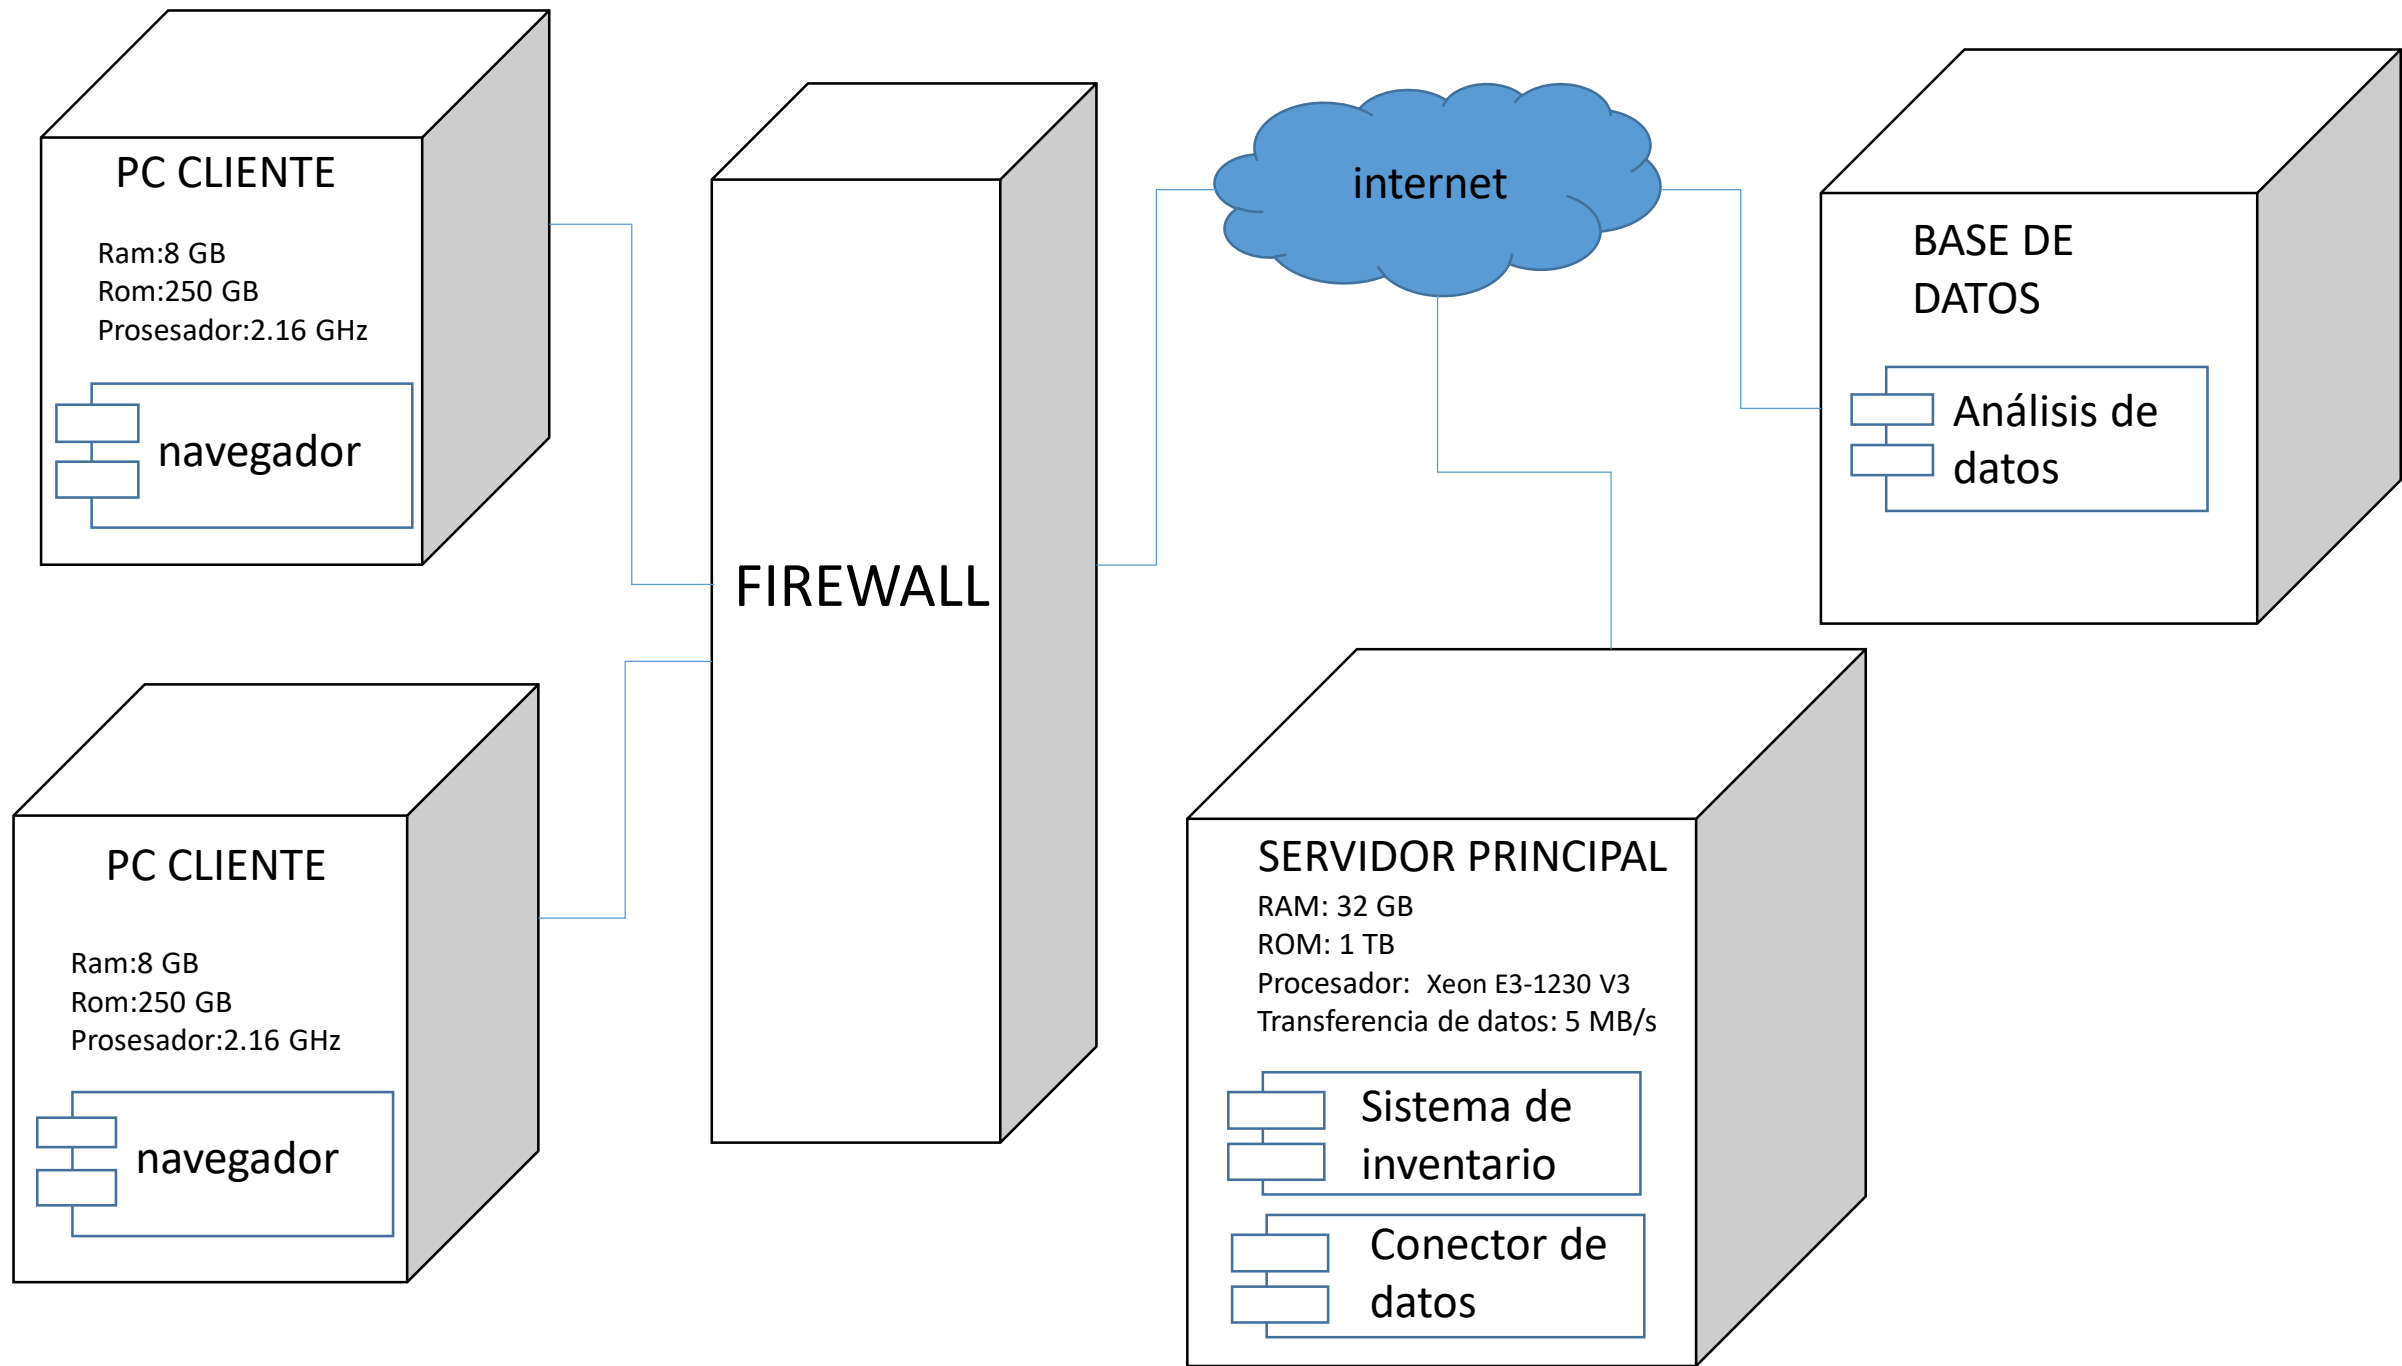 PC CLIENTE
Ram:8 GB
Rom:250 GB
Prosesador:2.16 GHz
navegador
PC CLIENTE
Ram:8 GB
Rom:250 GB
Prosesador:2.16 GHz
navegador
FIREWALL
internet
BASE DE
DATOS
Análisis de
datos
SERVIDOR PRINCIPAL
RAM: 32 GB
ROM: 1 TB
Procesador: Xeon E3-1230 V3
Transferencia de datos: 5 MB/s
Sistema de
inventario
Conector de
datos